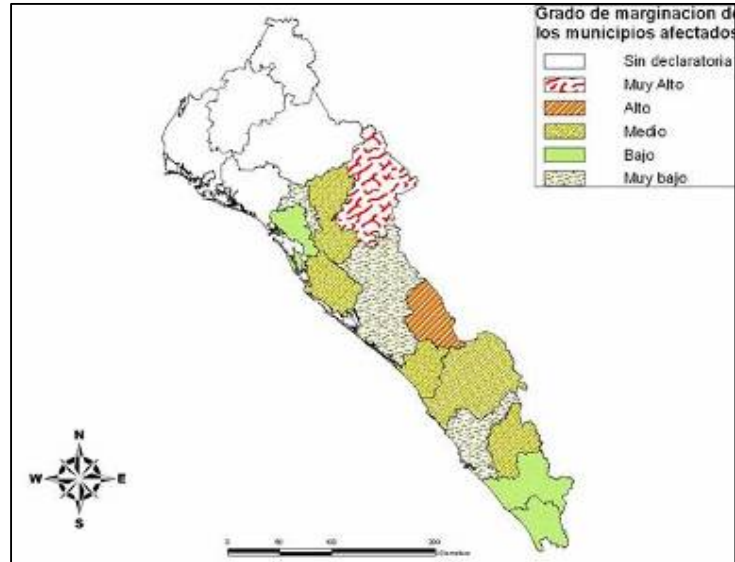 Grado de marginacion de
los municipios afectados
Sin declaratoria
Muy Alto
Alto
Medio
Bajo
Muy bajo
N
W E
S